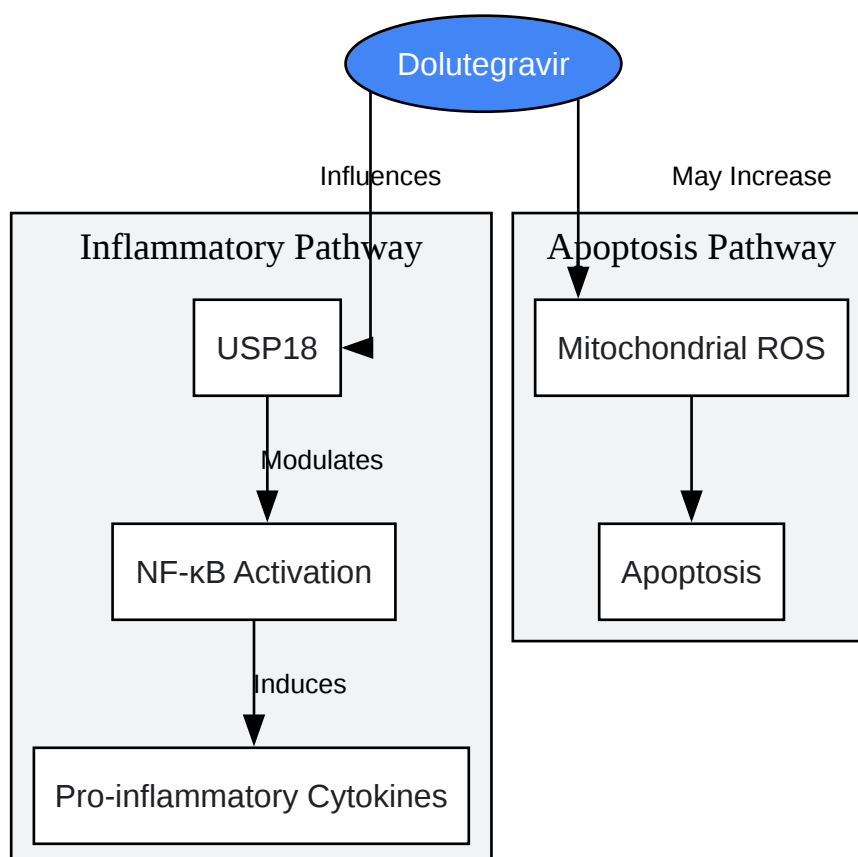 Dolutegravir
Influences
May Increase
Inflammatory Pathway
Apoptosis Pathway
USP18
Mitochondrial ROS
Modulates
NF-κB Activation
Apoptosis
Induces
Pro-inflammatory Cytokines